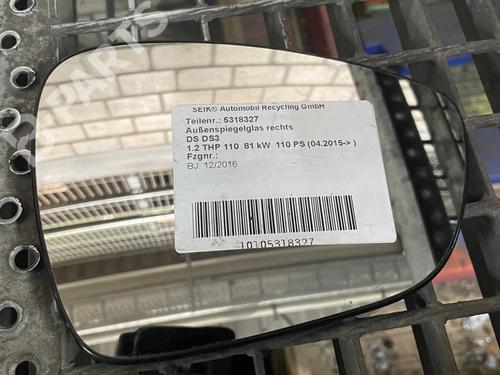 B-PARTS
SEIK® Automobil Recycling GmbH
Teilenr.: 5318327
Außenspiegelglas rechts
DS DS3
1.2 THP 110 81 kW 110 PS (04.2015-> )
Fzgnr.:
BJ: 12/2016
10105318327